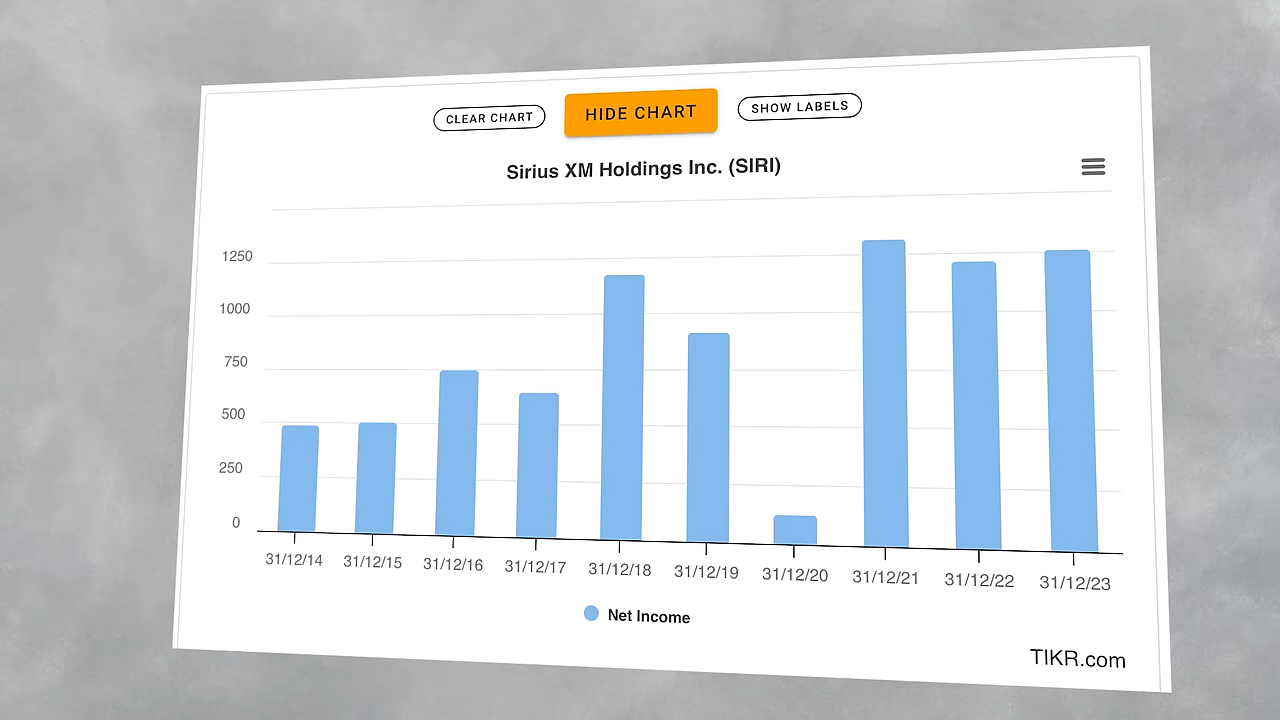 CLEAR CHART
HIDE CHART
SHOW LABELS
Sirius XM Holdings Inc. (SIRI)
1250
1000
750
500
250
0
31/12/14 31/12/15 31/12/16 31/12/17 31/12/18 31/12/19 31/12/20 31/12/21 31/12/22 31/12/23
Net Income
TIKR.com